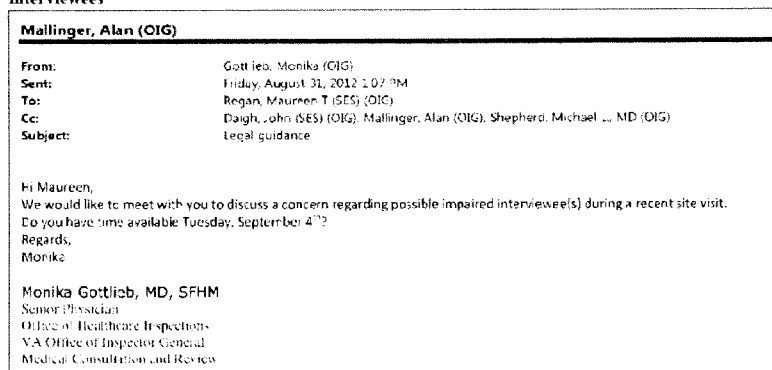 Interviewees
Mallinger, Alan (OIG)
From: Gottlieb, Monika (OIG)
Sent: Friday, August 31, 2012 1:07 PM
To: Regan, Maureen T (SES) (OIG)
Cc: Daigh, John (SES) (OIG); Mallinger, Alan (OIG); Shepherd, Michael L., MD (OIG)
Subject: Legal guidance
Hi Maureen,
We would like to meet with you to discuss a concern regarding possible impaired interviewee(s) during a recent site visit.
Do you have time available Tuesday, September 4th?
Regards,
Monika
Monika Gottlieb, MD, SFHM
Senior Physician
Office of Healthcare Inspections
VA Office of Inspector General
Medical Consultation and Review